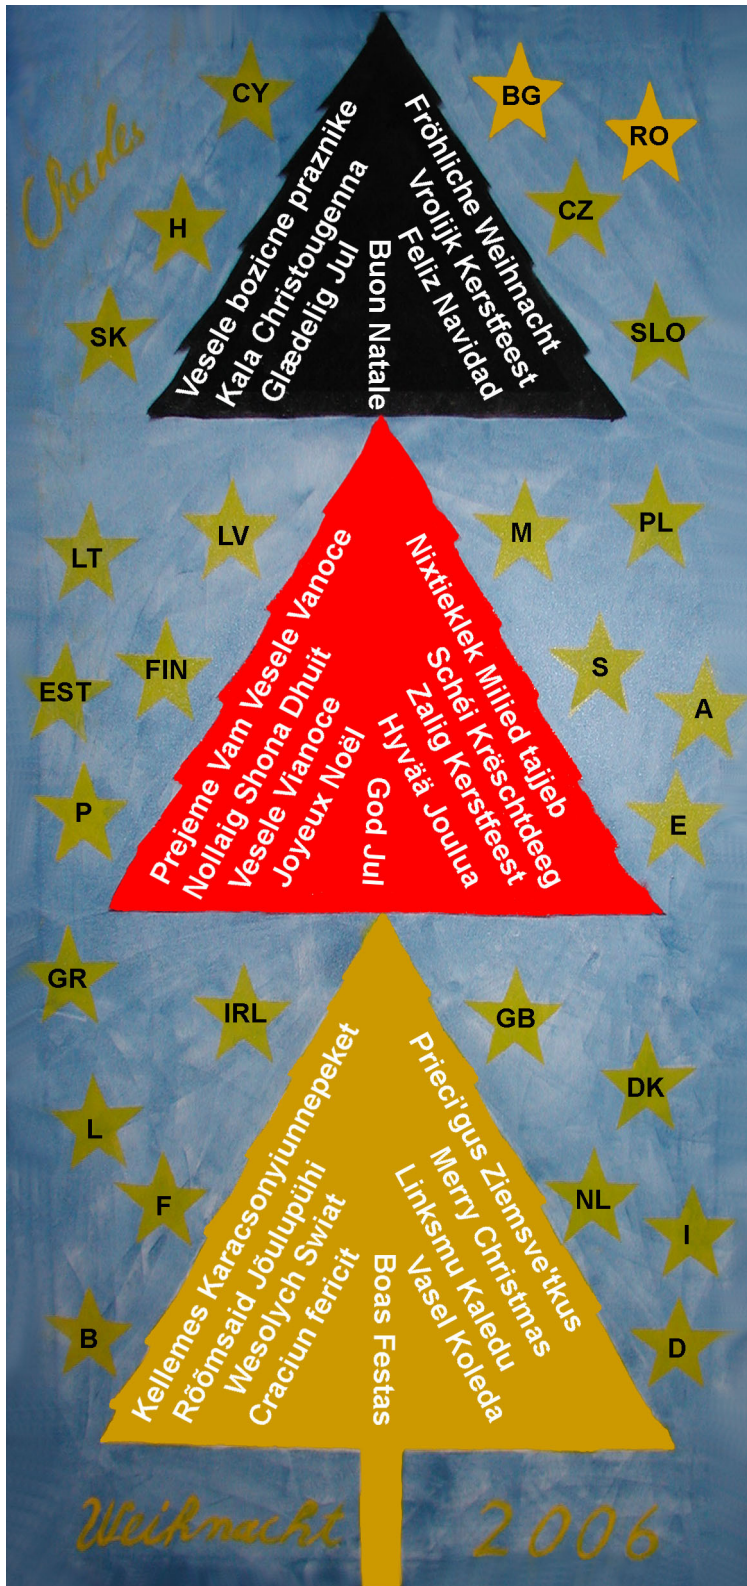 CY
BG
RO
Charles
H
CZ
SK
SLO
Vesele bozicne praznike
Kala Christougenna
Glædelig Jul
Buon Natale
Feliz Navidad
Vrolijk Kerstfeest
Fröhliche Weihnacht
LT
LV
M
PL
EST
FIN
S
A
P
E
Prejeme Vam Vesele Vanoce
Nollaig Shona Dhuit
Vesele Vianoce
Joyeux Noël
God Jul
Hyvää Joulua
Zalig Kerstfeest
Schéi Krëschtdeeg
Nixtieklek Milied tajjeb
GR
IRL
GB
DK
L
F
NL
I
B
D
Kellemes Karacsonyiunnepeket
Rõõmsaid Jõulupühi
Wesolych Swiat
Craciun fericit
Boas Festas
Vasel Koleda
Linksmu Kaledu
Merry Christmas
Prieci'gus Ziemsve'tkus
Weihnacht 2006